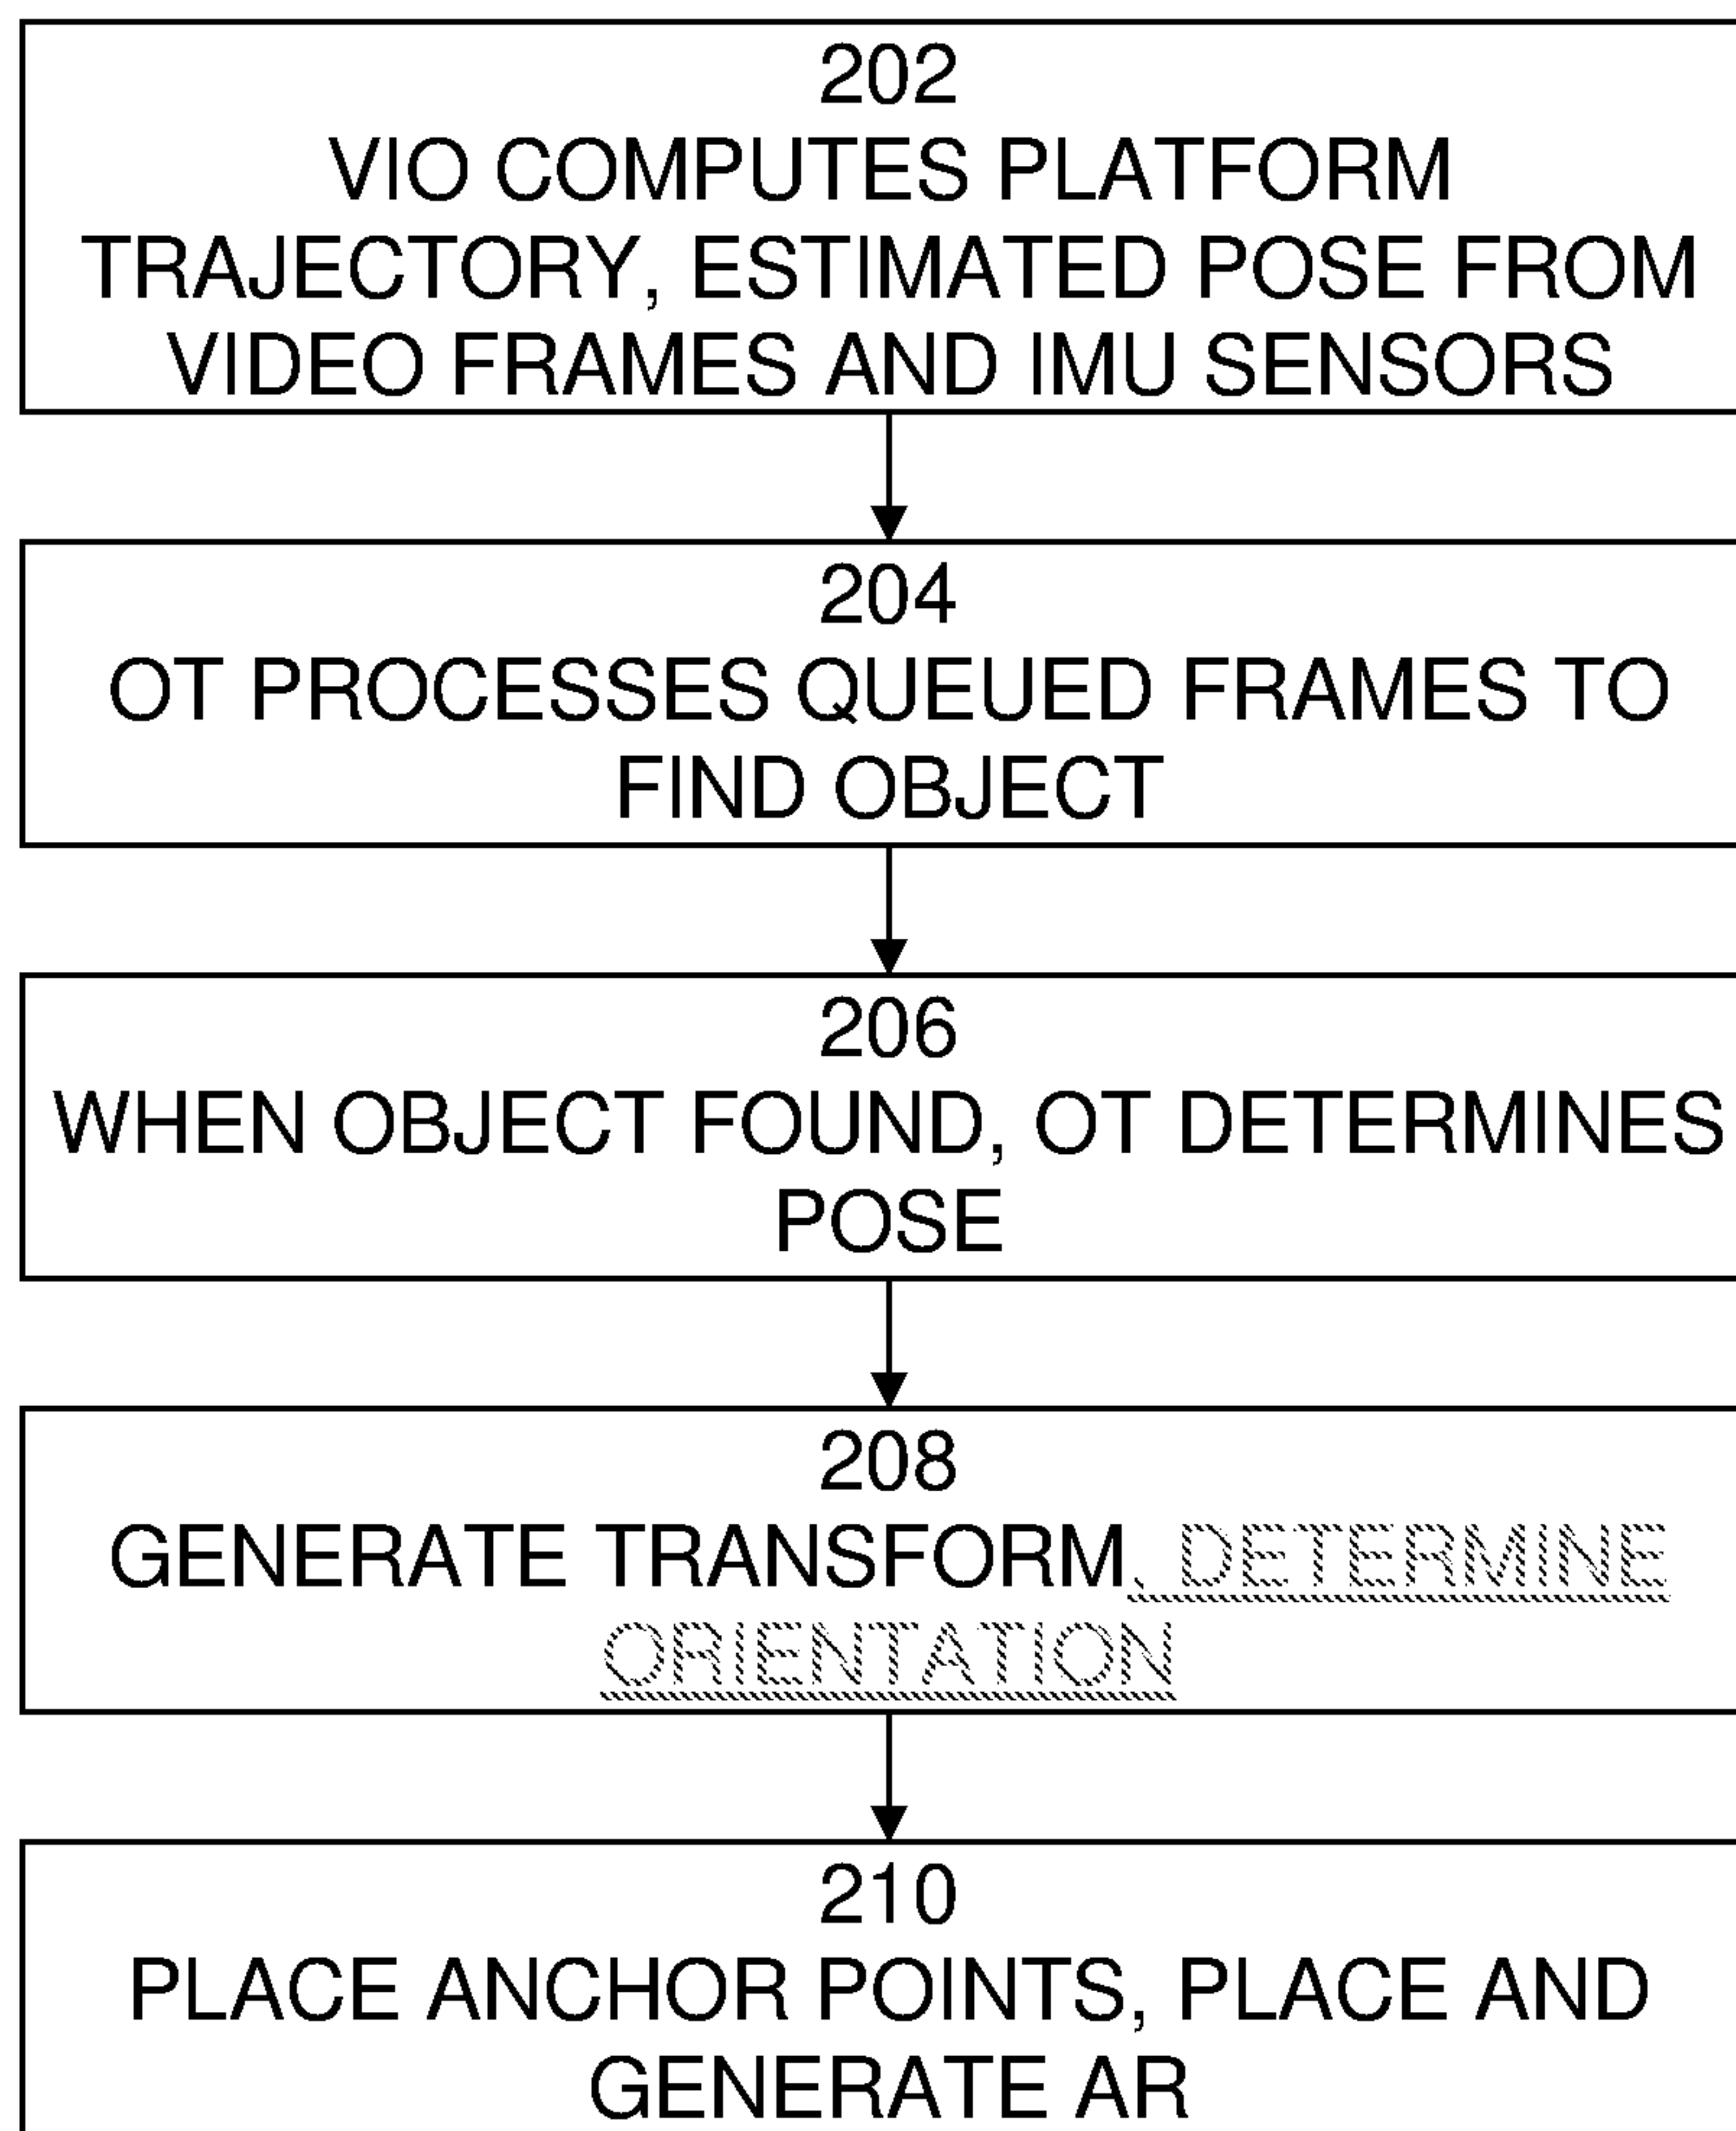 202
VIO COMPUTES PLATFORM
TRAJECTORY, ESTIMATED POSE FROM
VIDEO FRAMES AND IMU SENSORS
204
OT PROCESSES QUEUED FRAMES TO
FIND OBJECT
206
WHEN OBJECT FOUND, OT DETERMINES
POSE
208
GENERATE TRANSFORM, DETERMINE
ORIENTATION
210
PLACE ANCHOR POINTS, PLACE AND
GENERATE AR